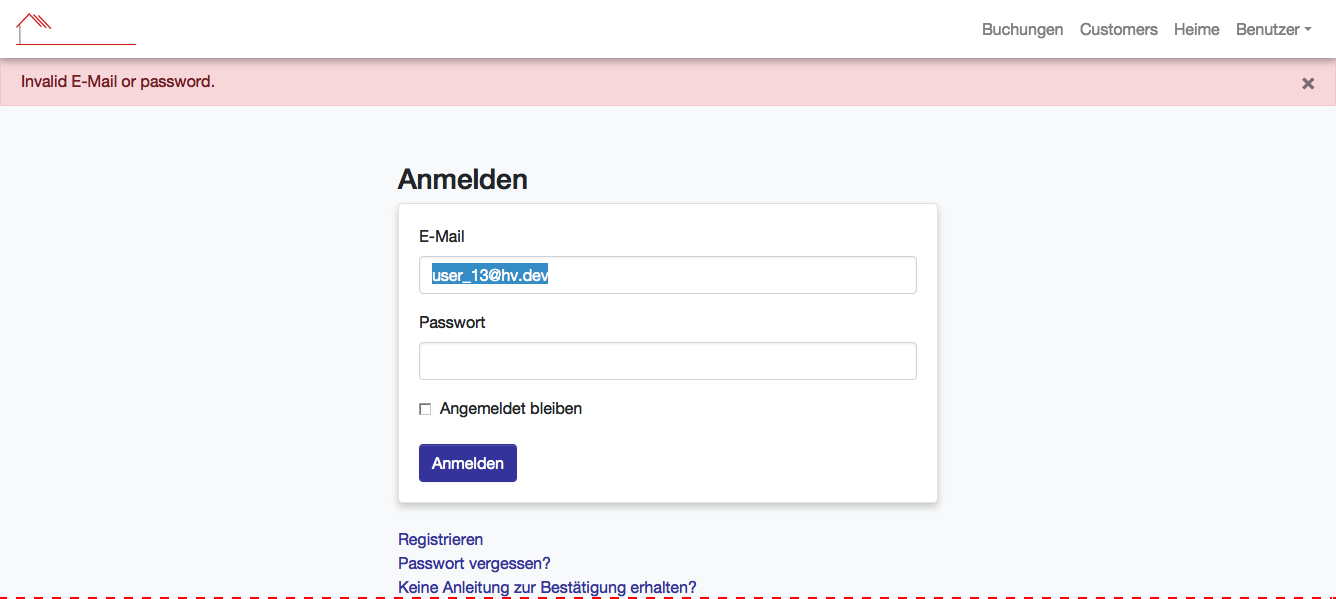 Buchungen Customers Heime Benutzer
Invalid E-Mail or password.
Anmelden
E-Mail
user_13@hv.dev
Passwort
Angemeldet bleiben
Anmelden
Registrieren
Passwort vergessen?
Keine Anleitung zur Bestätigung erhalten?